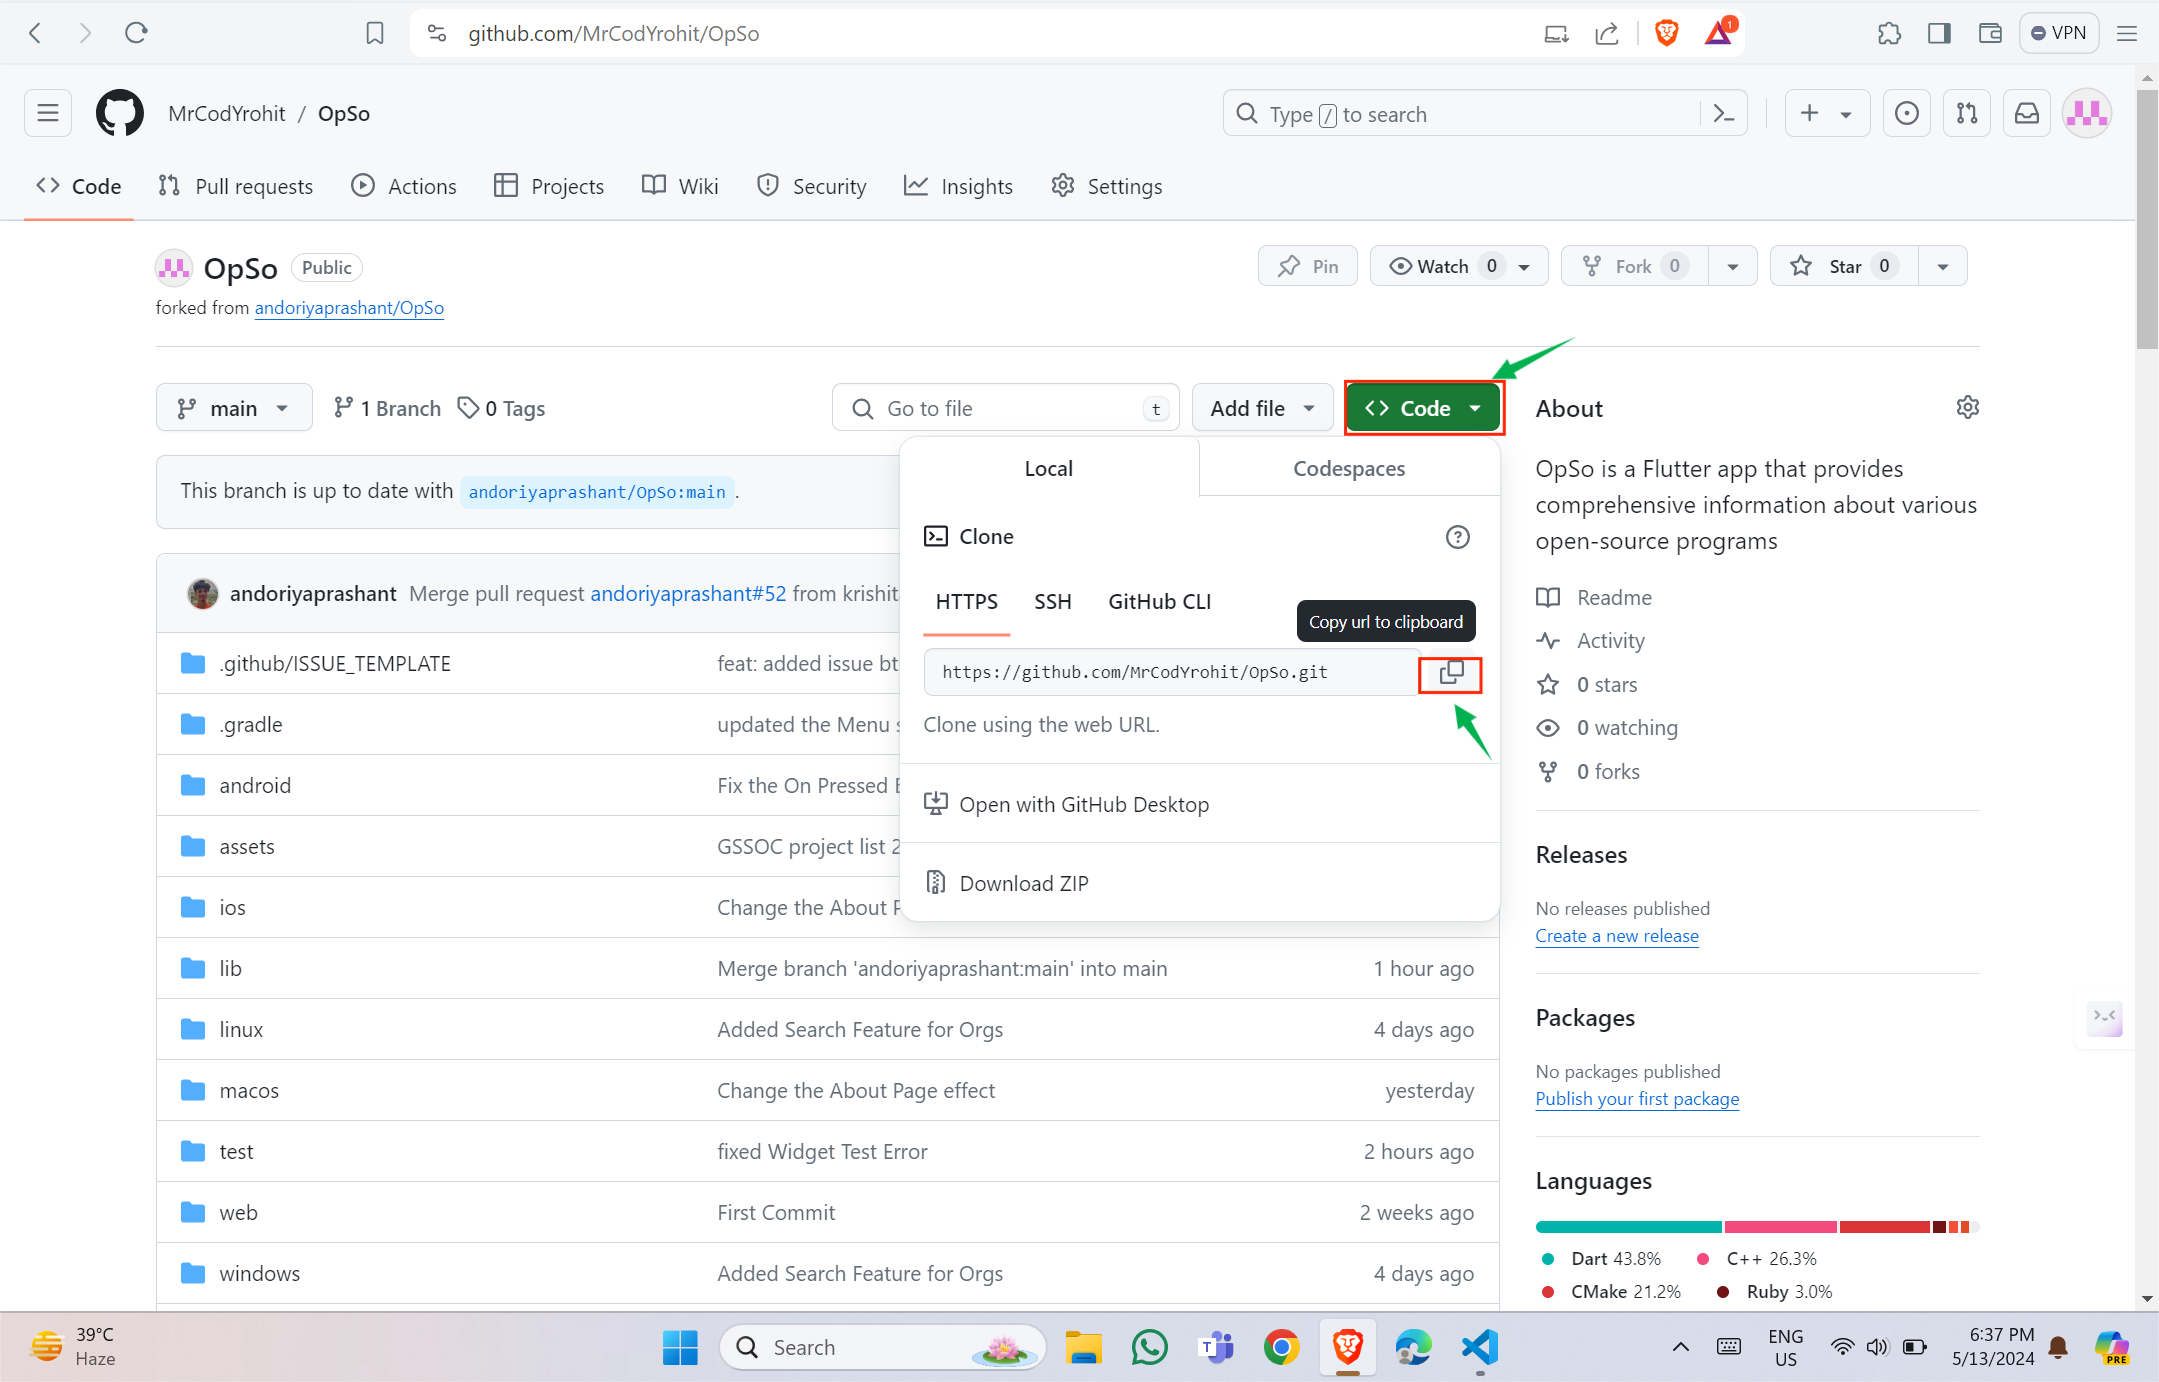 github.com/MrCodYrohit/OpSo
1
VPN
MrCodYrohit / OpSo
Type / to search
Code
Pull requests
Actions
Projects
Wiki
Security
Insights
Settings
OpSo
Public
Pin
Watch 0
Fork 0
Star 0
forked from andoriyaprashant/OpSo
main
1 Branch
0 Tags
Go to file
t
Add file
Code
About
Local
Codespaces
OpSo is a Flutter app that provides
comprehensive information about various
open-source programs
This branch is up to date with andoriyaprashant/OpSo:main .
Clone
andoriyaprashant Merge pull request andoriyaprashant#52 from
HTTPS
SSH
GitHub CLI
Copy url to clipboard
https://github.com/MrCodYrohit/OpSo.git
Clone using the web URL.
Open with GitHub Desktop
Download ZIP
Readme
Activity
0 stars
0 watching
0 forks
.github/ISSUE_TEMPLATE
feat: added issue
.gradle
updated the Menu
android
Fix the On Pressed
assets
GSSOC project list
ios
Change the About
lib
Merge branch 'andoriyaprashant:main' into main
1 hour ago
linux
Added Search Feature for Orgs
4 days ago
macos
Change the About Page effect
yesterday
test
fixed Widget Test Error
2 hours ago
web
First Commit
2 weeks ago
windows
Added Search Feature for Orgs
4 days ago
Releases
No releases published
Create a new release
Packages
No packages published
Publish your first package
Languages
Dart 43.8%
C++ 26.3%
CMake 21.2%
Ruby 3.0%
39°C
Haze
Search
T
ENG
US
6:37 PM
5/13/2024
PRE